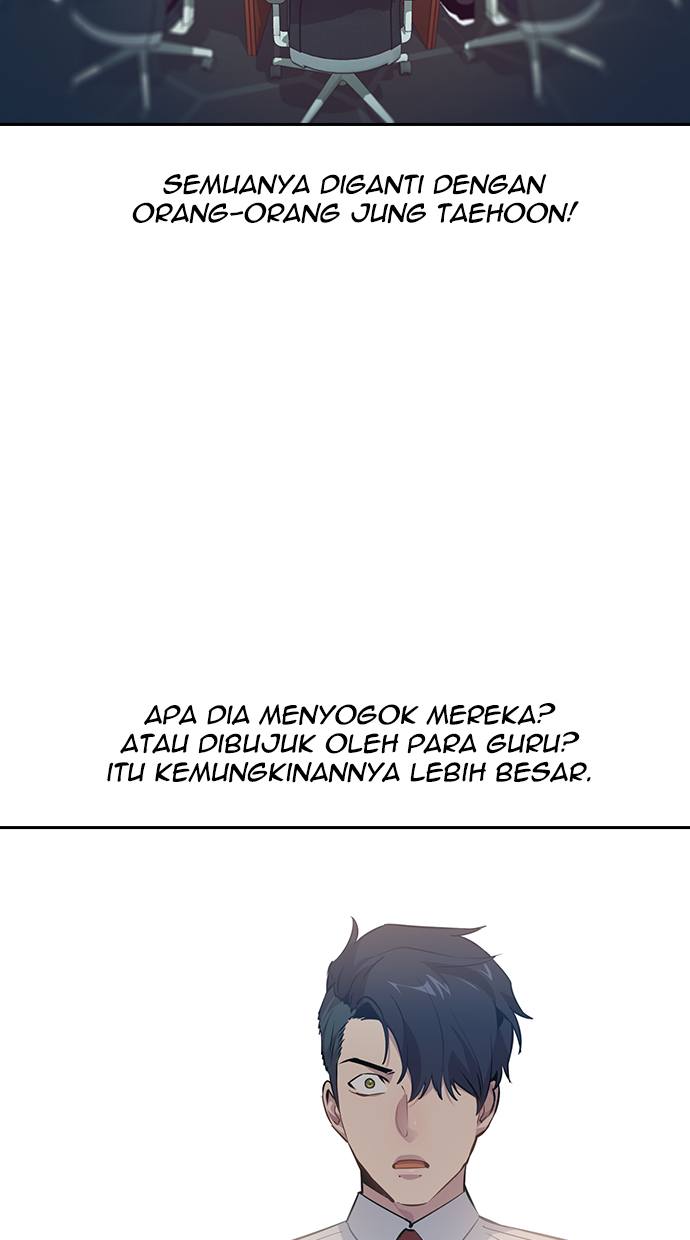 SEMUANYA DIGANTI DENGAN
ORANG-ORANG JUNG TAEHOON!
APA DIA MENYOGOK MEREKA?
ATAU DIBUJUK OLEH PARA GURU?
ITU KEMUNGKINANNYA LEBIH BESAR.